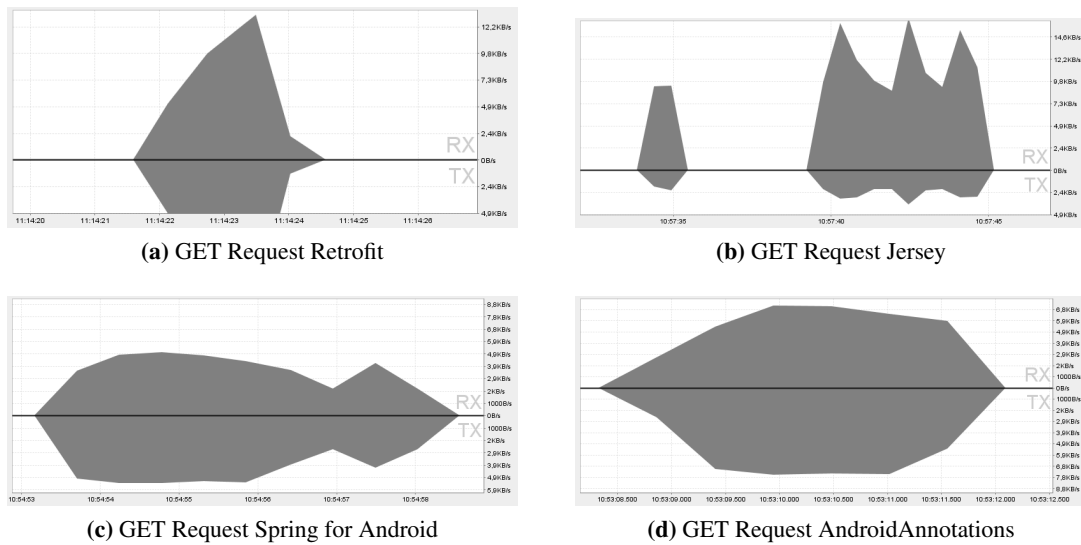 12,2KB/s
9,8KB/s
7,3KB/s
4,9KB/s
2,4KB/s
RX
0B/s
TX
2,4KB/s
4,9KB/s
11:14:20 11:14:21 11:14:22 11:14:23 11:14:24 11:14:25 11:14:26
(a) GET Request Retrofit
14,6KB/s
12,2KB/s
9,8KB/s
7,3KB/s
4,9KB/s
2,4KB/s
RX
0B/s
TX
2,4KB/s
4,9KB/s
10:57:35 10:57:40 10:57:45
(b) GET Request Jersey
8,8KB/s
7,8KB/s
6,8KB/s
5,9KB/s
4,9KB/s
3,9KB/s
2,9KB/s
2KB/s
RX
1000B/s
0B/s
TX
1000B/s
2KB/s
2,9KB/s
3,9KB/s
4,9KB/s
5,9KB/s
10:54:53 10:54:54 10:54:55 10:54:56 10:54:57 10:54:58
(c) GET Request Spring for Android
6,8KB/s
5,9KB/s
4,9KB/s
3,9KB/s
2,9KB/s
2KB/s
RX
1000B/s
0B/s
TX
1000B/s
2KB/s
2,9KB/s
3,9KB/s
4,9KB/s
5,9KB/s
6,8KB/s
7,8KB/s
8,8KB/s
10:53:08.500 10:53:09.000 10:53:09.500 10:53:10.000 10:53:10.500 10:53:11.000 10:53:11.500 10:53:12.000 10:53:12.500
(d) GET Request AndroidAnnotations